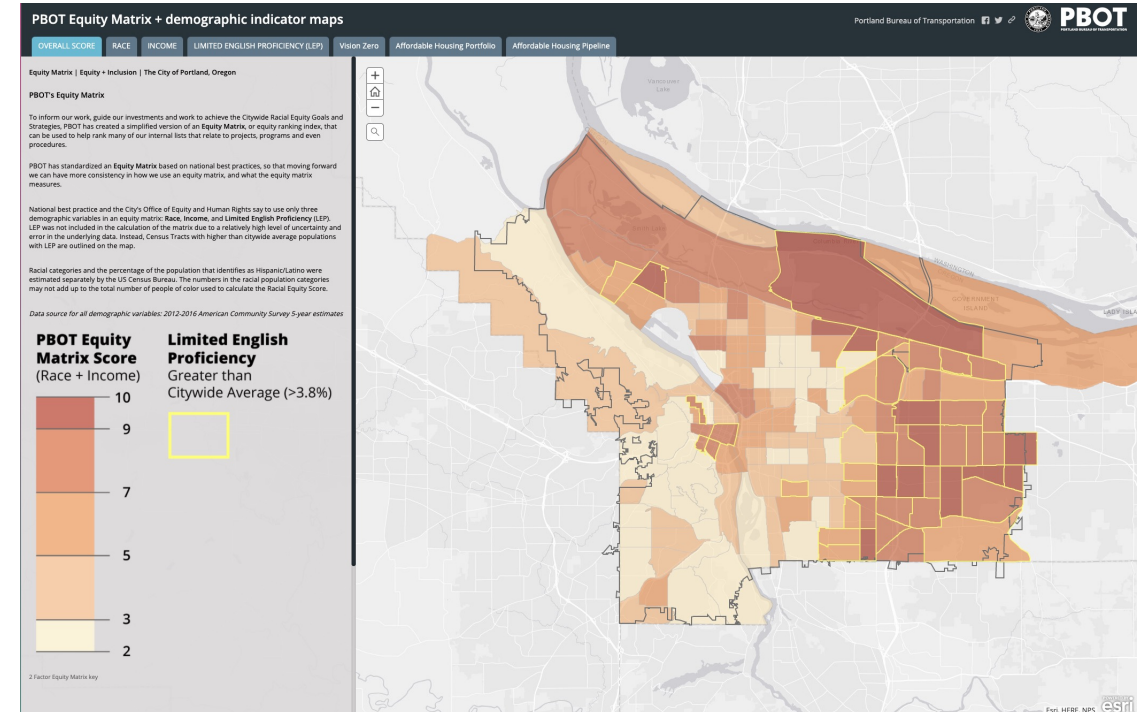 PBOT Equity Matrix + demographic indicator maps
Portland Bureau of Transportation
PBOT
PORTLAND BUREAU OF TRANSPORTATION
OVERALL SCORE
RACE
INCOME
LIMITED ENGLISH PROFICIENCY (LEP)
Vision Zero
Affordable Housing Portfolio
Affordable Housing Pipeline
Equity Matrix | Equity + Inclusion | The City of Portland, Oregon
PBOT's Equity Matrix
To inform our work, guide our investments and work to achieve the Citywide Racial Equity Goals and
Strategies, PBOT has created a simplified version of an Equity Matrix, or equity ranking index, that
can be used to help rank many of our internal lists that relate to projects, programs and even
procedures.
PBOT has standardized an Equity Matrix based on national best practices, so that moving forward
we can have more consistency in how we use an equity matrix, and what the equity matrix
measures.
National best practice and the City's Office of Equity and Human Rights say to use only three
demographic variables in an equity matrix: Race, Income, and Limited English Proficiency (LEP).
LEP was not included in the calculation of the matrix due to a relatively high level of uncertainty and
error in the underlying data. Instead, Census Tracts with higher than citywide average populations
with LEP are outlined on the map.
Racial categories and the percentage of the population that identifies as Hispanic/Latino were
estimated separately by the US Census Bureau. The numbers in the racial population categories
may not add up to the total number of people of color used to calculate the Racial Equity Score.
Data source for all demographic variables: 2012-2016 American Community Survey 5-year estimates
PBOT Equity
Matrix Score
(Race + Income)
10
9
7
5
3
2
Limited English
Proficiency
Greater than
Citywide Average (>3.8%)
2 Factor Equity Matrix key
+
−
Vancouver
Lake
WASHINGTON
GOVERNMENT
ISLAND
LADY ISLA
Esri, HERE, NPS
POWERED BY
esri